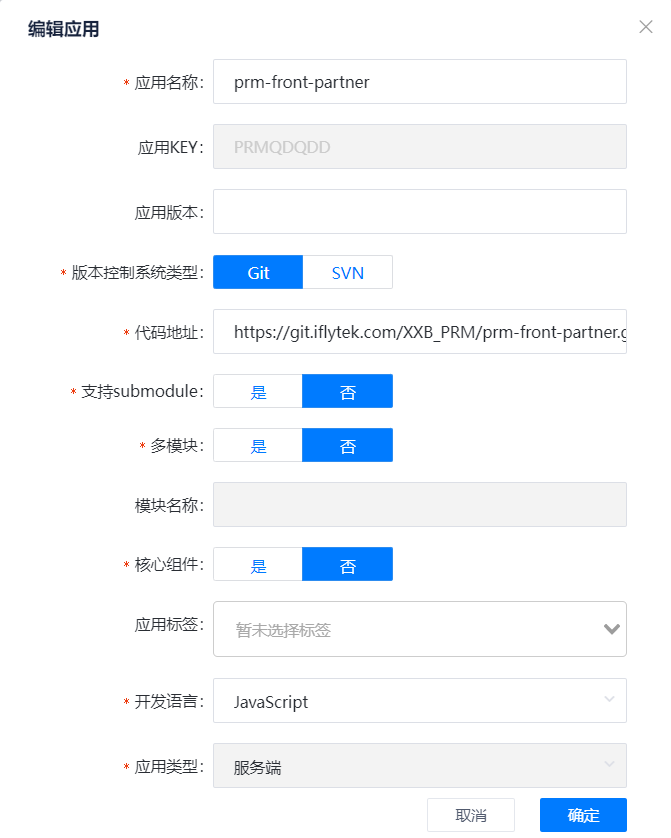 编辑应用
* 应用名称: prm-front-partner
应用KEY: PRMQDQDD
应用版本:
* 版本控制系统类型: Git SVN
* 代码地址: https://git.iflytek.com/XXB_PRM/prm-front-partner.g
* 支持submodule: 是 否
* 多模块: 是 否
模块名称:
* 核心组件: 是 否
应用标签: 暂未选择标签
* 开发语言: JavaScript
* 应用类型: 服务端
取消 确定